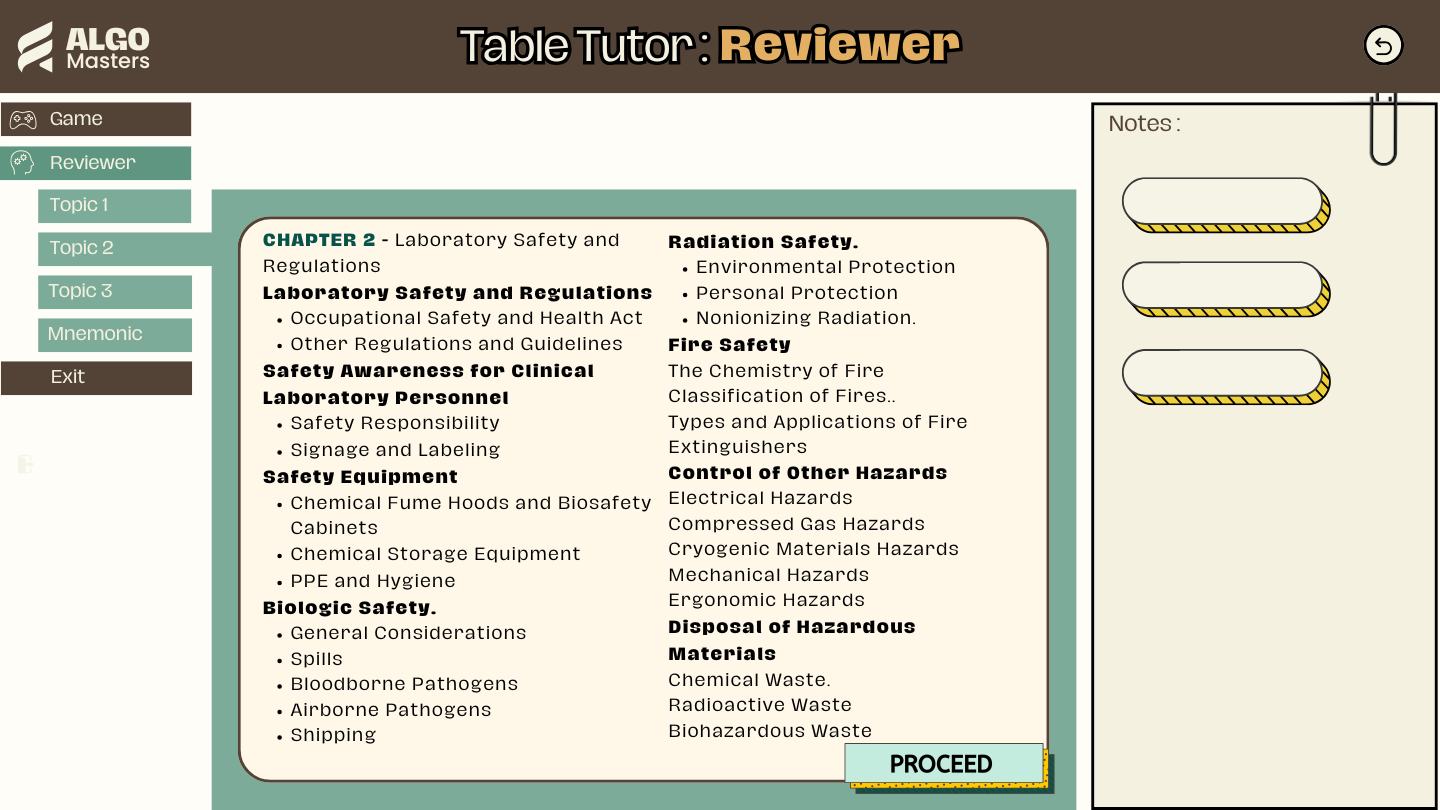 ALGO
Masters
Table Tutor : Reviewer
Game
Reviewer
Topic 1
Topic 2
Topic 3
Mnemonic
Exit
CHAPTER 2 - Laboratory Safety and
Regulations
Laboratory Safety and Regulations
• Occupational Safety and Health Act
• Other Regulations and Guidelines
Safety Awareness for Clinical
Laboratory Personnel
• Safety Responsibility
• Signage and Labeling
Safety Equipment
• Chemical Fume Hoods and Biosafety
Cabinets
• Chemical Storage Equipment
• PPE and Hygiene
Biologic Safety.
• General Considerations
• Spills
• Bloodborne Pathogens
• Airborne Pathogens
• Shipping
Radiation Safety.
• Environmental Protection
• Personal Protection
• Nonionizing Radiation.
Fire Safety
The Chemistry of Fire
Classification of Fires..
Types and Applications of Fire
Extinguishers
Control of Other Hazards
Electrical Hazards
Compressed Gas Hazards
Cryogenic Materials Hazards
Mechanical Hazards
Ergonomic Hazards
Disposal of Hazardous
Materials
Chemical Waste.
Radioactive Waste
Biohazardous Waste
PROCEED
Notes :